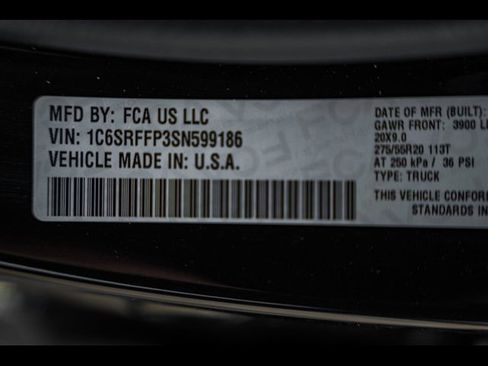 MFD BY: FCA US LLC
VIN: 1C6SRFFP3SN599186
VEHICLE MADE IN: U.S.A.
DATE OF MFR (BUILT):
GAWR FRONT: 3900 L
20X9.0
275/55R20 113T
AT 250 kPa / 36 PSI
TYPE: TRUCK
THIS VEHICLE CONFOR
STANDARDS IN